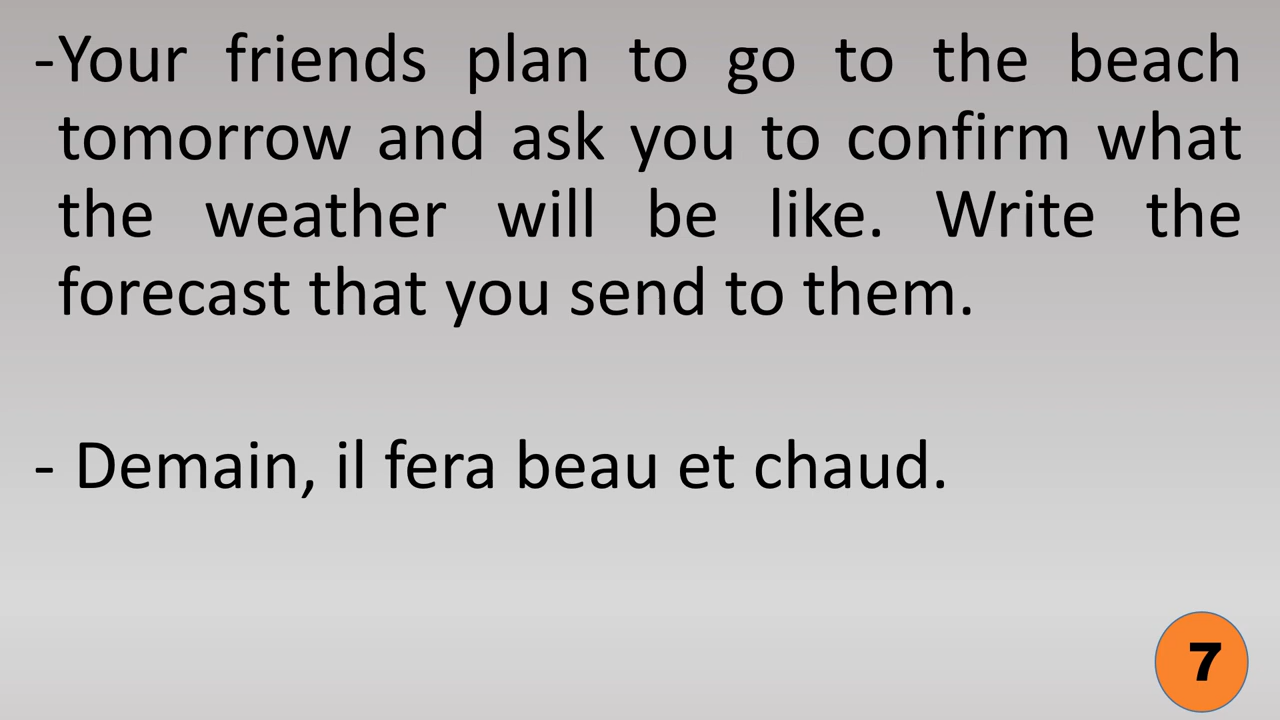 -Your friends plan to go to the beach
tomorrow and ask you to confirm what
the weather will be like. Write the
forecast that you send to them.
- Demain, il fera beau et chaud.
7